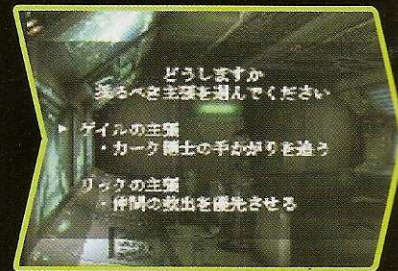 どうしますか
採るべき主張を選んでください
▶ ゲイルの主張
・カーク博士の手がかりを追う
リックの主張
・仲間の救出を優先させる